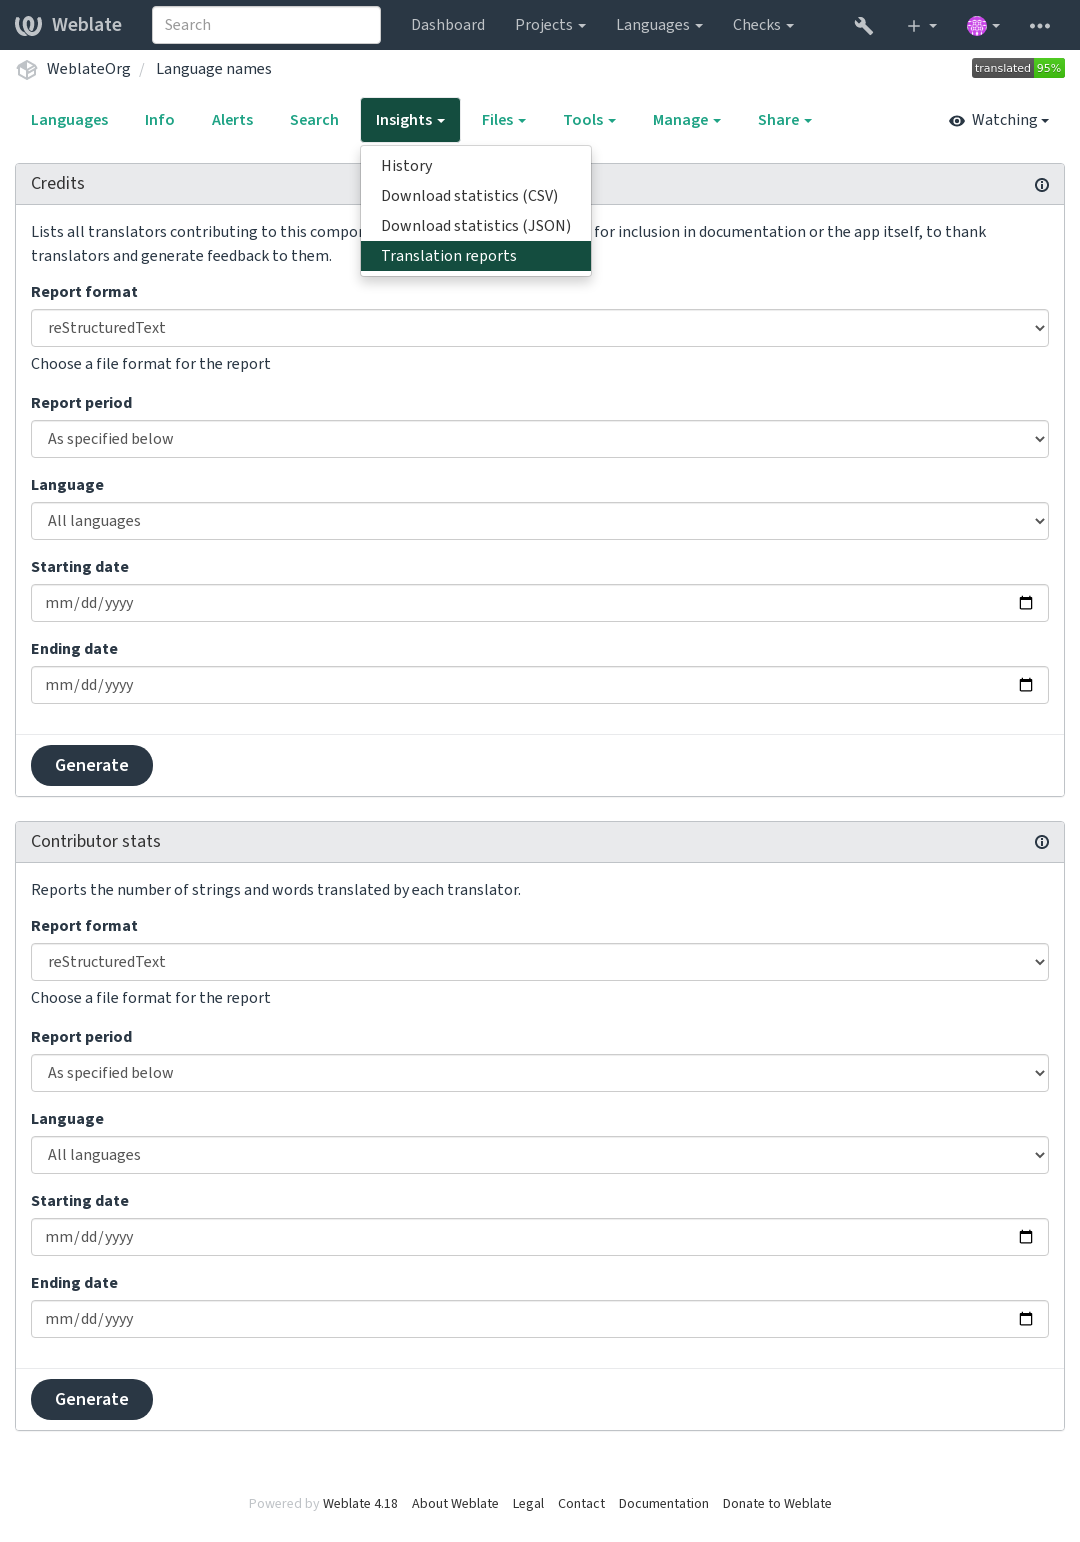 Weblate Search Dashboard Projects Languages Checks
WeblateOrg / Language names translated 95%
Languages Info Alerts Search Insights Files Tools Manage Share Watching
History
Download statistics (CSV)
Download statistics (JSON)
Translation reports
Credits
Lists all translators contributing to this for inclusion in documentation or the app itself, to thank
translators and generate feedback to them.
Report format
reStructuredText
Choose a file format for the report
Report period
As specified below
Language
All languages
Starting date
mm/dd/yyyy
Ending date
mm/dd/yyyy
Generate
Contributor stats
Reports the number of strings and words translated by each translator.
Report format
reStructuredText
Choose a file format for the report
Report period
As specified below
Language
All languages
Starting date
mm/dd/yyyy
Ending date
mm/dd/yyyy
Generate
Powered by Weblate 4.18 About Weblate Legal Contact Documentation Donate to Weblate